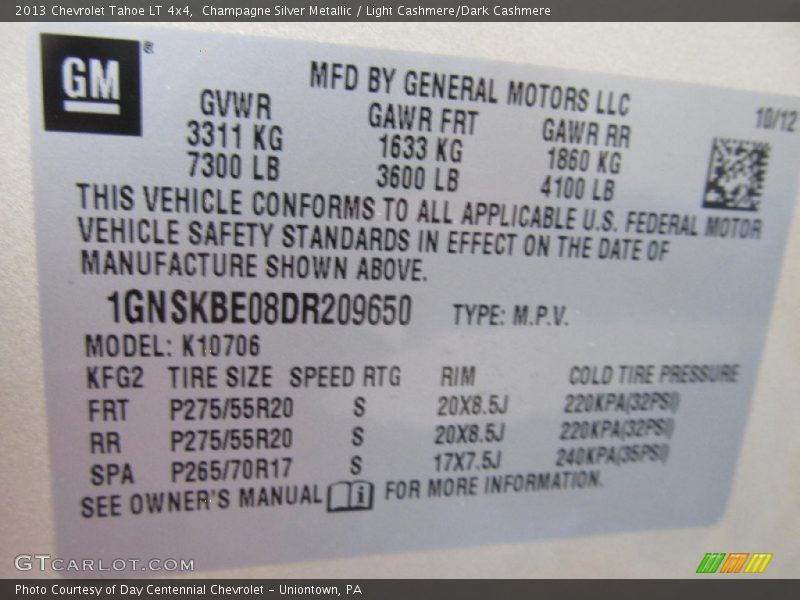 2013 Chevrolet Tahoe LT 4x4, Champagne Silver Metallic / Light Cashmere/Dark Cashmere
GM ®
MFD BY GENERAL MOTORS LLC
10/12
GVWR GAWR FRT GAWR RR
3311 KG 1633 KG 1860 KG
7300 LB 3600 LB 4100 LB
THIS VEHICLE CONFORMS TO ALL APPLICABLE U.S. FEDERAL MOTOR
VEHICLE SAFETY STANDARDS IN EFFECT ON THE DATE OF
MANUFACTURE SHOWN ABOVE.
1GNSKBE08DR209650 TYPE: M.P.V.
MODEL: K10706
KFG2 TIRE SIZE SPEED RTG RIM COLD TIRE PRESSURE
FRT P275/55R20 S 20X8.5J 220KPA(32PSI)
RR P275/55R20 S 20X8.5J 220KPA(32PSI)
SPA P265/70R17 S 17X7.5J 240KPA(35PSI)
SEE OWNER'S MANUAL i FOR MORE INFORMATION.
GTCARLOT.COM
Photo Courtesy of Day Centennial Chevrolet - Uniontown, PA